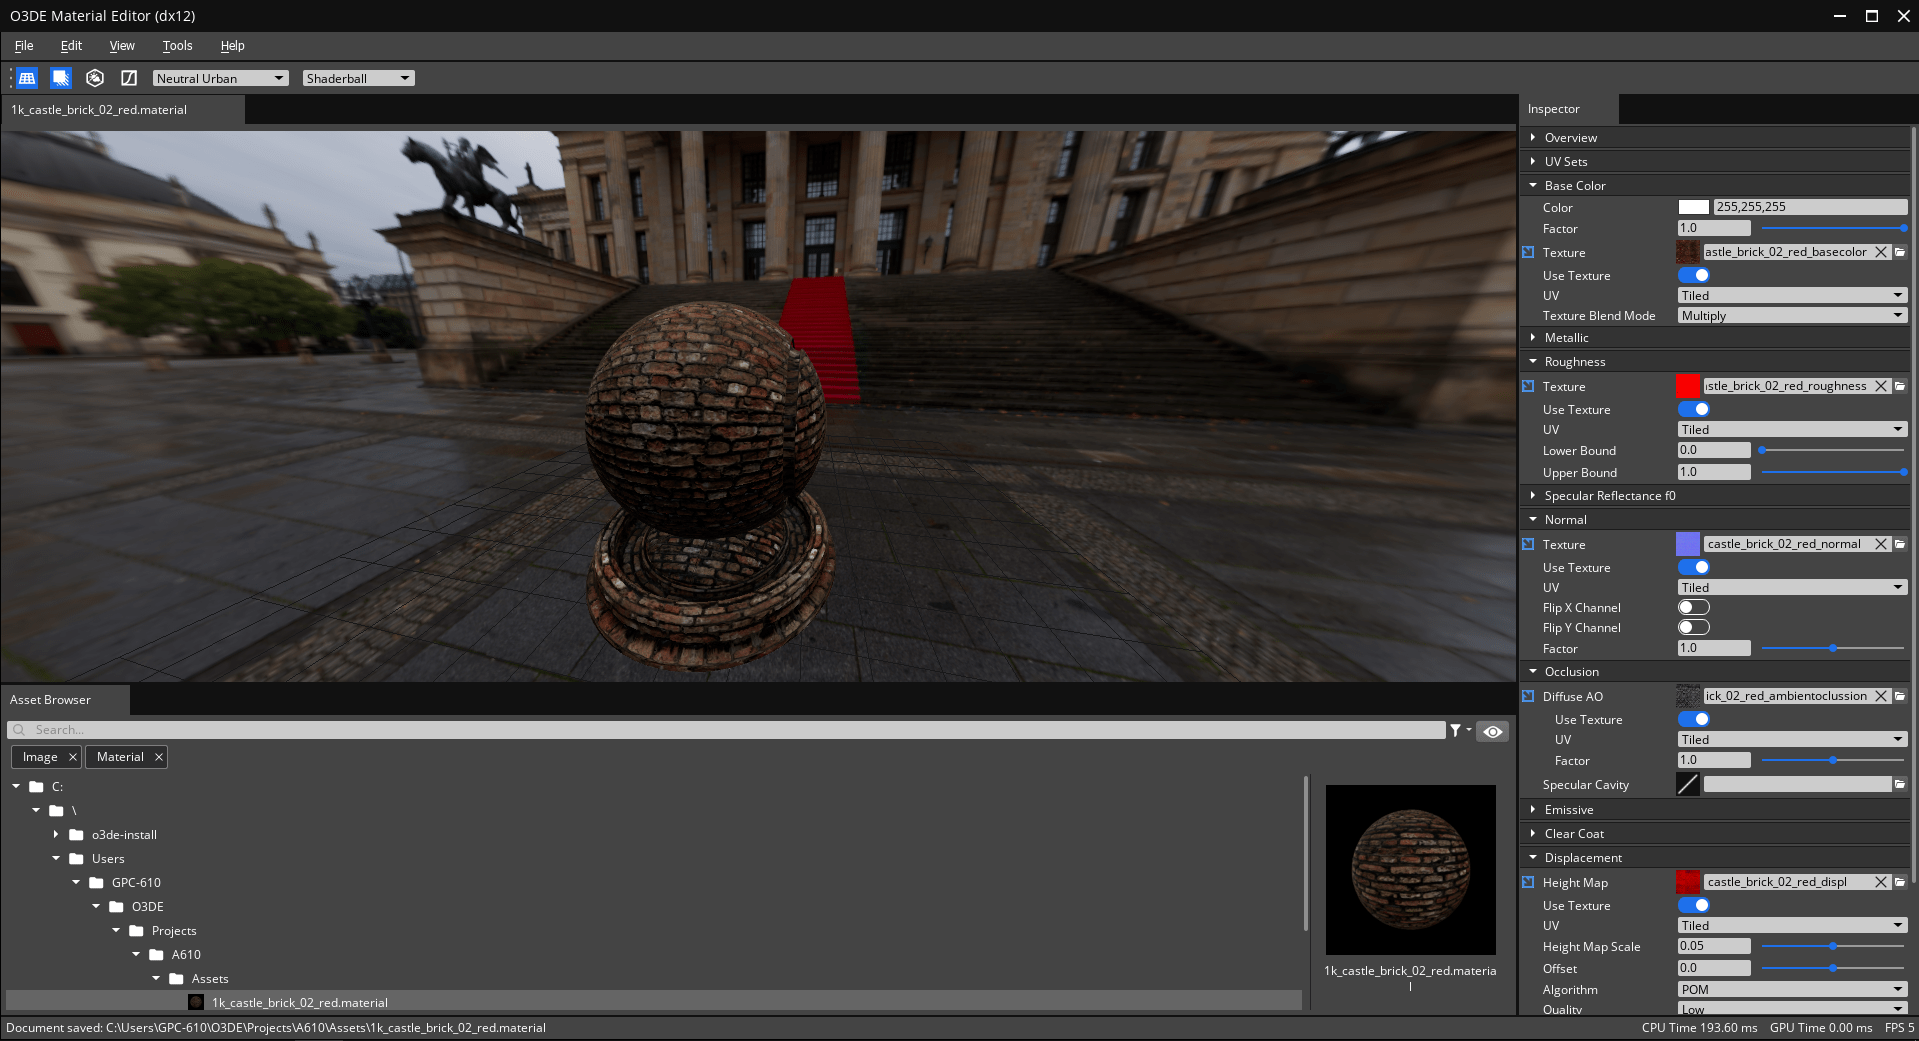 O3DE Material Editor (dx12)
File Edit View Tools Help
Neutral Urban Shaderball
1k_castle_brick_02_red.material
Inspector
Overview
UV Sets
Base Color
Color 255,255,255
Factor 1.0
Texture astle_brick_02_red_basecolor
Use Texture
UV Tiled
Texture Blend Mode Multiply
Metallic
Roughness
Texture stle_brick_02_red_roughness
Use Texture
UV Tiled
Lower Bound 0.0
Upper Bound 1.0
Specular Reflectance f0
Normal
Texture castle_brick_02_red_normal
Use Texture
UV Tiled
Flip X Channel
Flip Y Channel
Factor 1.0
Occlusion
Diffuse AO ick_02_red_ambientoclussion
Use Texture
UV Tiled
Factor 1.0
Specular Cavity
Emissive
Clear Coat
Displacement
Height Map castle_brick_02_red_displ
Use Texture
UV Tiled
Height Map Scale 0.05
Offset 0.0
Algorithm POM
Quality Low
Asset Browser
Search...
Image Material
C:
\
o3de-install
Users
GPC-610
O3DE
Projects
A610
Assets
1k_castle_brick_02_red.material
1k_castle_brick_02_red.materia
l
Document saved: C:\Users\GPC-610\O3DE\Projects\A610\Assets\1k_castle_brick_02_red.material
CPU Time 193.60 ms GPU Time 0.00 ms FPS 5